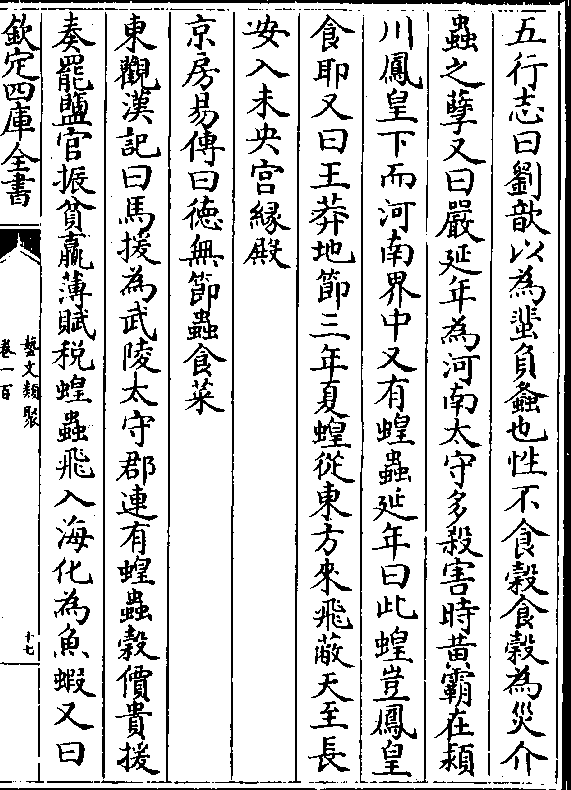 五行志曰劉歆以為蜚負蠜也性不食穀食穀為災介
蟲之孽又曰嚴延年為河南太守多殺害時黄霸在潁
川鳳皇下而河南界中又有蝗蟲延年曰此蝗豈鳳皇
食耶又曰王莽地節三年夏蝗從東方來飛蔽天至長
安入未央宫緣殿
京房易傳曰徳無節蟲食菜
東觀漢記曰馬援為武陵太守郡連有蝗蟲穀價貴援
奏罷鹽官振貧羸薄賦税蝗蟲飛入海化為魚蝦又曰
欽定四庫全書
藝文類聚
卷一百
十七